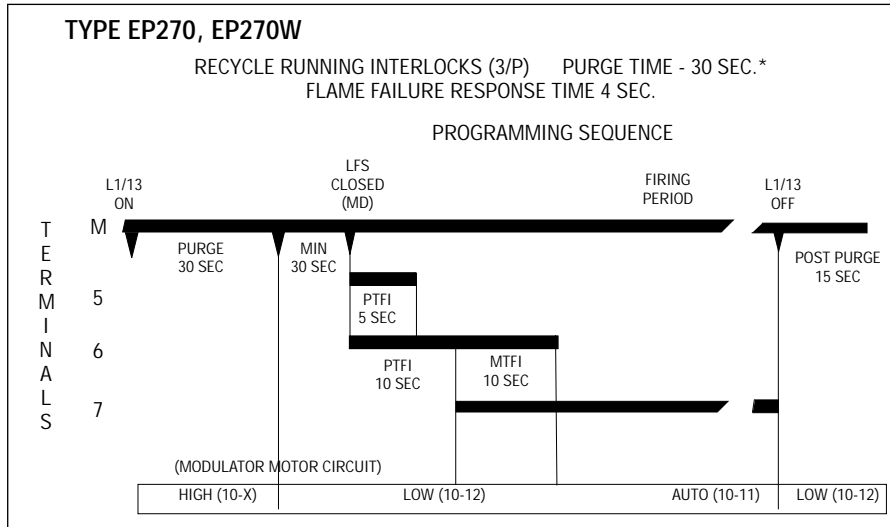 TYPE EP270, EP270W
RECYCLE RUNNING INTERLOCKS (3/P) PURGE TIME - 30 SEC.*
FLAME FAILURE RESPONSE TIME 4 SEC.
PROGRAMMING SEQUENCE
L1/13
ON
LFS
CLOSED
(MD)
FIRING
PERIOD
L1/13
OFF
TERMINALS
M
PURGE
30 SEC
MIN
30 SEC
POST PURGE
15 SEC
5
PTFI
5 SEC
6
PTFI
10 SEC
MTFI
10 SEC
7
(MODULATOR MOTOR CIRCUIT)
HIGH (10-X) LOW (10-12) AUTO (10-11) LOW (10-12)